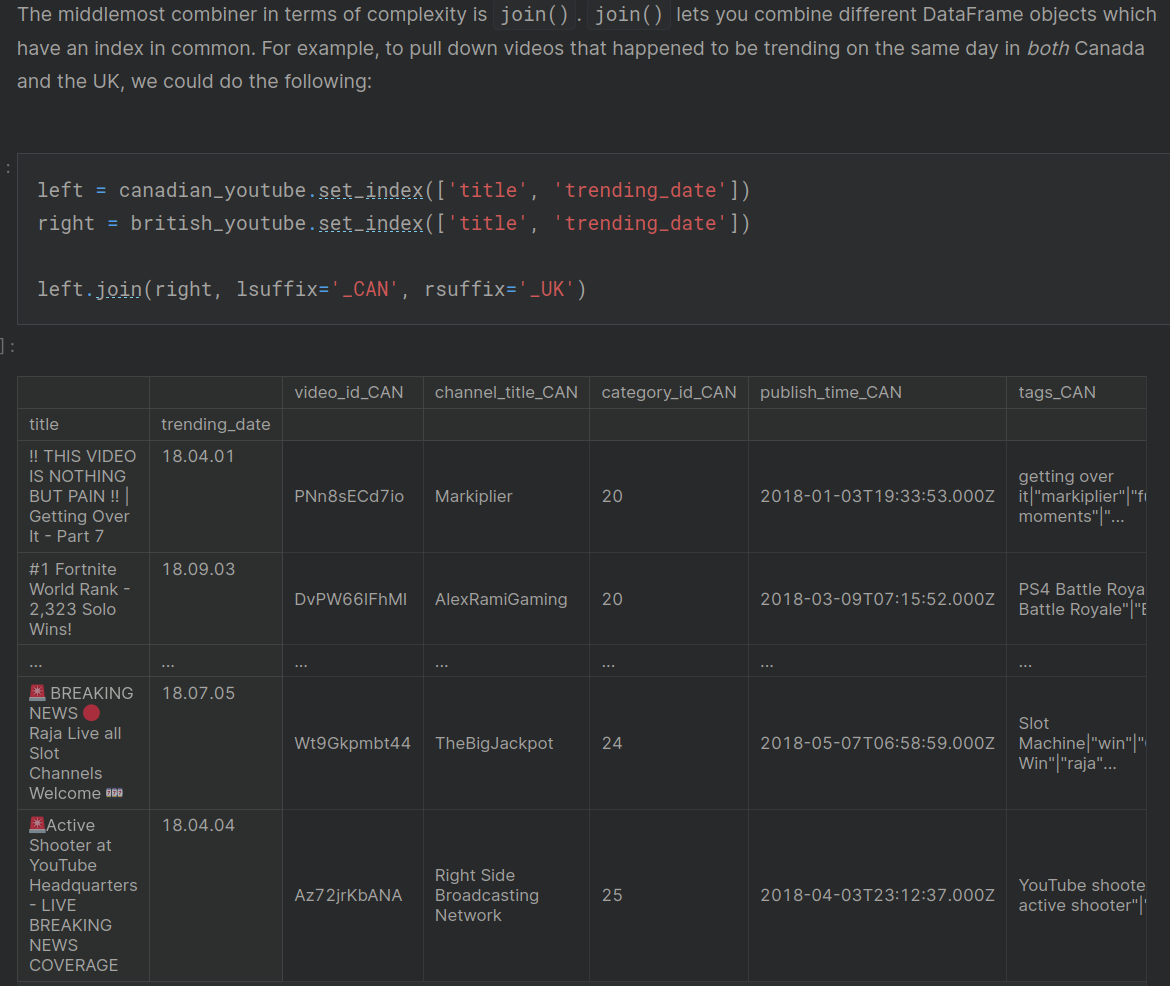 The middlemost combiner in terms of complexity is join(). join() lets you combine different DataFrame objects which
have an index in common. For example, to pull down videos that happened to be trending on the same day in both Canada
and the UK, we could do the following:
:
left = canadian_youtube.set_index(['title', 'trending_date'])
right = british_youtube.set_index(['title', 'trending_date'])
left.join(right, lsuffix='_CAN', rsuffix='_UK')
]:
video_id_CAN channel_title_CAN category_id_CAN publish_time_CAN tags_CAN
title trending_date
!! THIS VIDEO
IS NOTHING
BUT PAIN !! |
Getting Over
It - Part 7
18.04.01
PNn8sECd7io
Markiplier
20
2018-01-03T19:33:53.000Z
getting over
it|"markiplier"|"fu
moments"|"...
#1 Fortnite
World Rank -
2,323 Solo
Wins!
18.09.03
DvPW66IFhMI
AlexRamiGaming
20
2018-03-09T07:15:52.000Z
PS4 Battle Roya
Battle Royale"|"
... ... ... ... ... ... ...
🚨 BREAKING
NEWS 🔴
Raja Live all
Slot
Channels
Welcome 🎰
18.07.05
Wt9Gkpmbt44
TheBigJackpot
24
2018-05-07T06:58:59.000Z
Slot
Machine|"win"|"
Win"|"raja"...
🚨Active
Shooter at
YouTube
Headquarters
- LIVE
BREAKING
NEWS
COVERAGE
18.04.04
Az72jrKbANA
Right Side
Broadcasting
Network
25
2018-04-03T23:12:37.000Z
YouTube shoote
active shooter"|